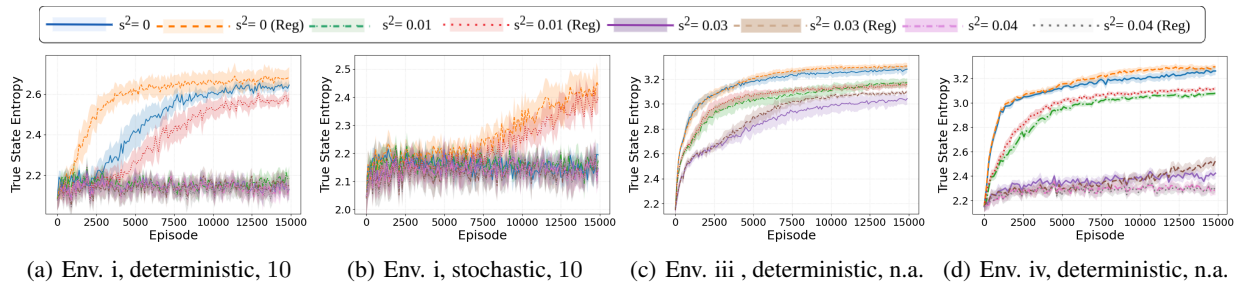 s²= 0 s²= 0 (Reg) s²= 0.01 s²= 0.01 (Reg) s²= 0.03 s²= 0.03 (Reg) s²= 0.04 s²= 0.04 (Reg)
True State Entropy
2.6
2.4
2.2
0 2500 5000 7500 10000 12500 15000
Episode
(a) Env. i, deterministic, 10
True State Entropy
2.5
2.4
2.3
2.2
2.1
2.0
0 2500 5000 7500 10000 12500 15000
Episode
(b) Env. i, stochastic, 10
True State Entropy
3.2
3.0
2.8
2.6
2.4
2.2
0 2500 5000 7500 10000 12500 15000
Episode
(c) Env. iii , deterministic, n.a.
True State Entropy
3.2
3.0
2.8
2.6
2.4
2.2
0 2500 5000 7500 10000 12500 15000
Episode
(d) Env. iv, deterministic, n.a.